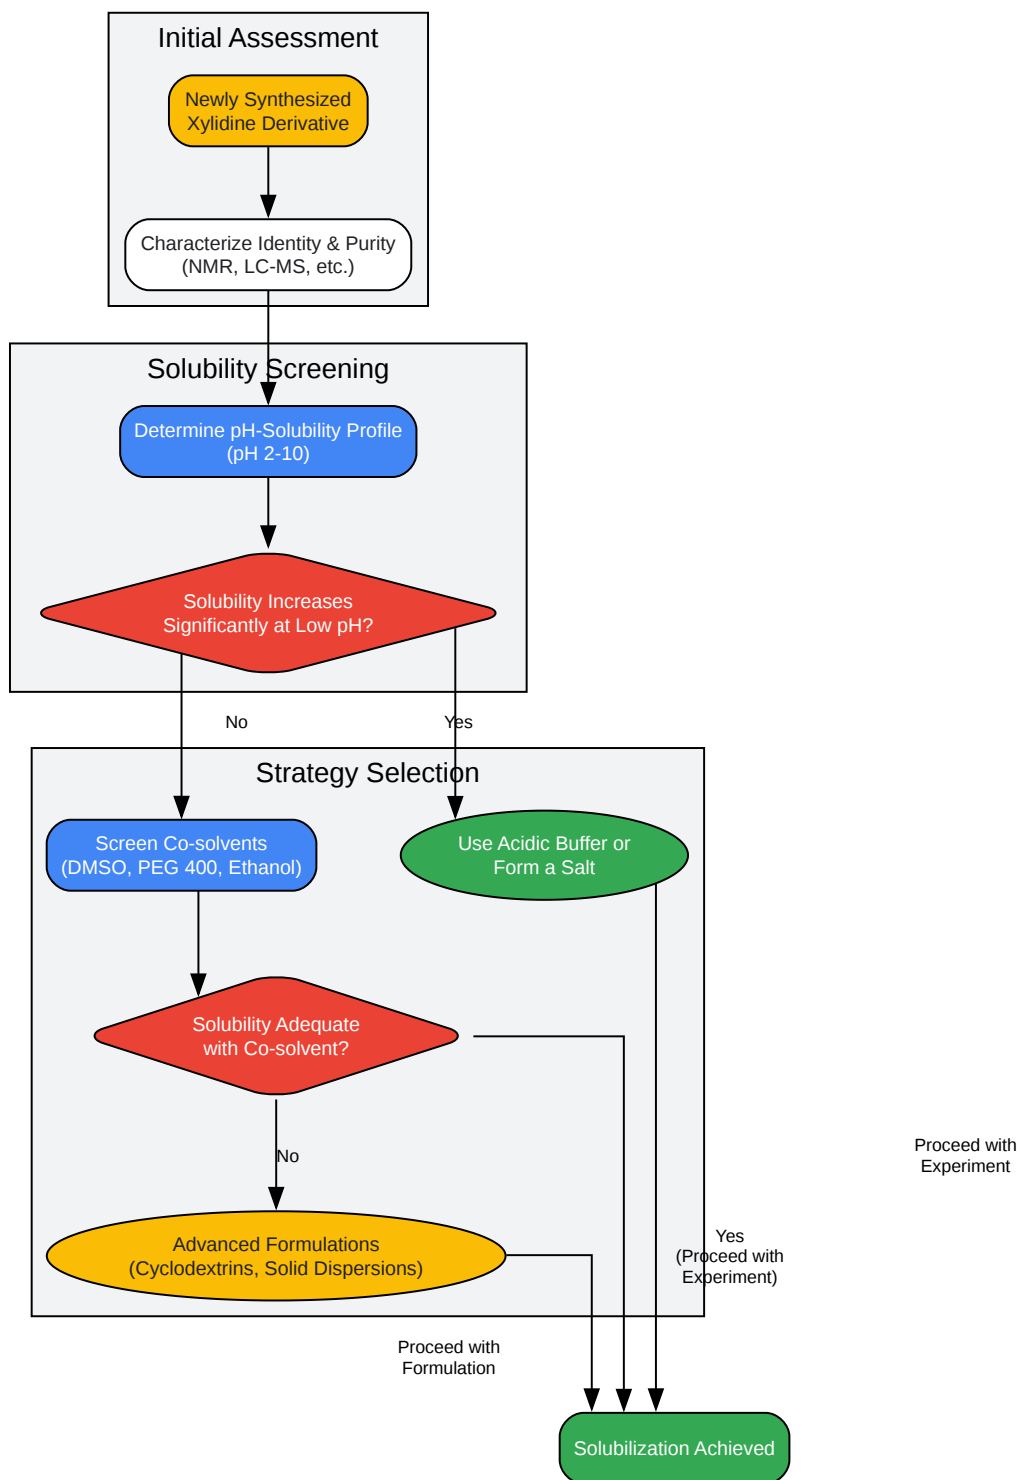 Initial Assessment
Newly Synthesized
Xylidine Derivative
Characterize Identity & Purity
(NMR, LC-MS, etc.)
Solubility Screening
Determine pH-Solubility Profile
(pH 2-10)
Solubility Increases
Significantly at Low pH?
No
Yes
Strategy Selection
Screen Co-solvents
(DMSO, PEG 400, Ethanol)
Use Acidic Buffer or
Form a Salt
Solubility Adequate
with Co-solvent?
No
Proceed with
Experiment
Advanced Formulations
(Cyclodextrins, Solid Dispersions)
Yes
(Proceed with
Experiment)
Proceed with
Formulation
Solubilization Achieved